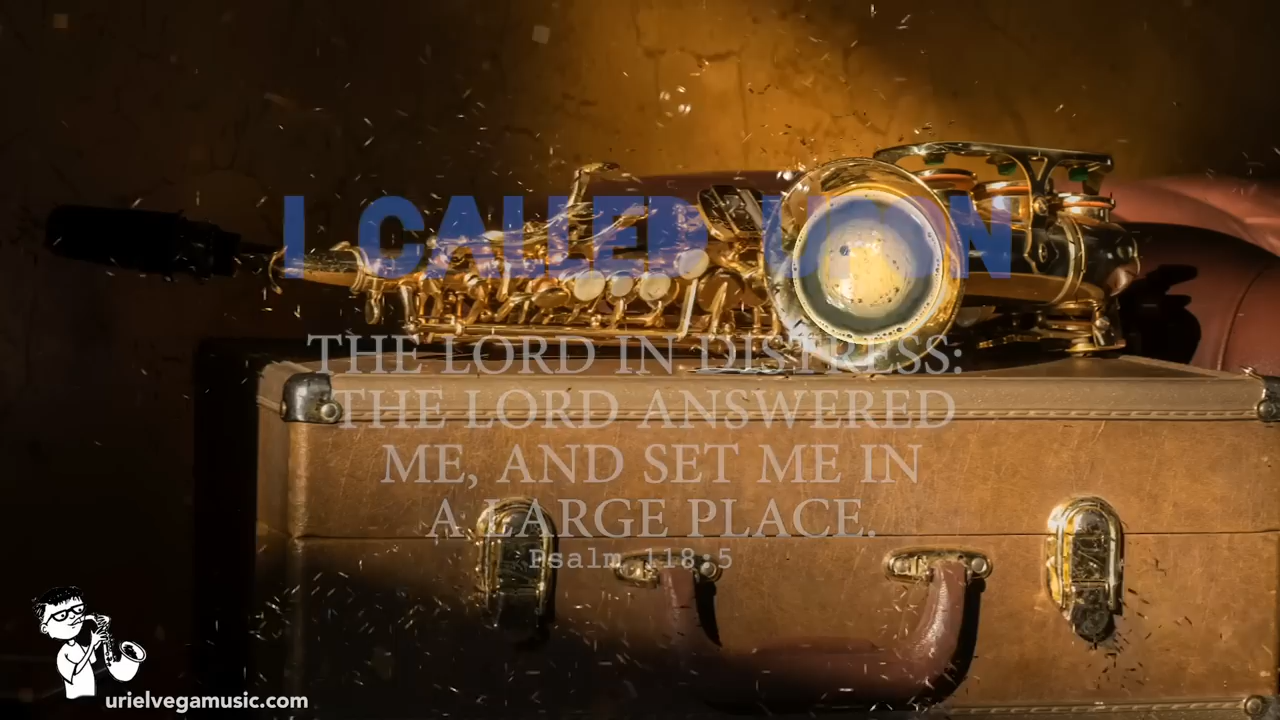 I CALLED UPON
THE LORD IN DISTRESS:
THE LORD ANSWERED
ME, AND SET ME IN
A LARGE PLACE.
Psalm 118:5
urielvegamusic.com